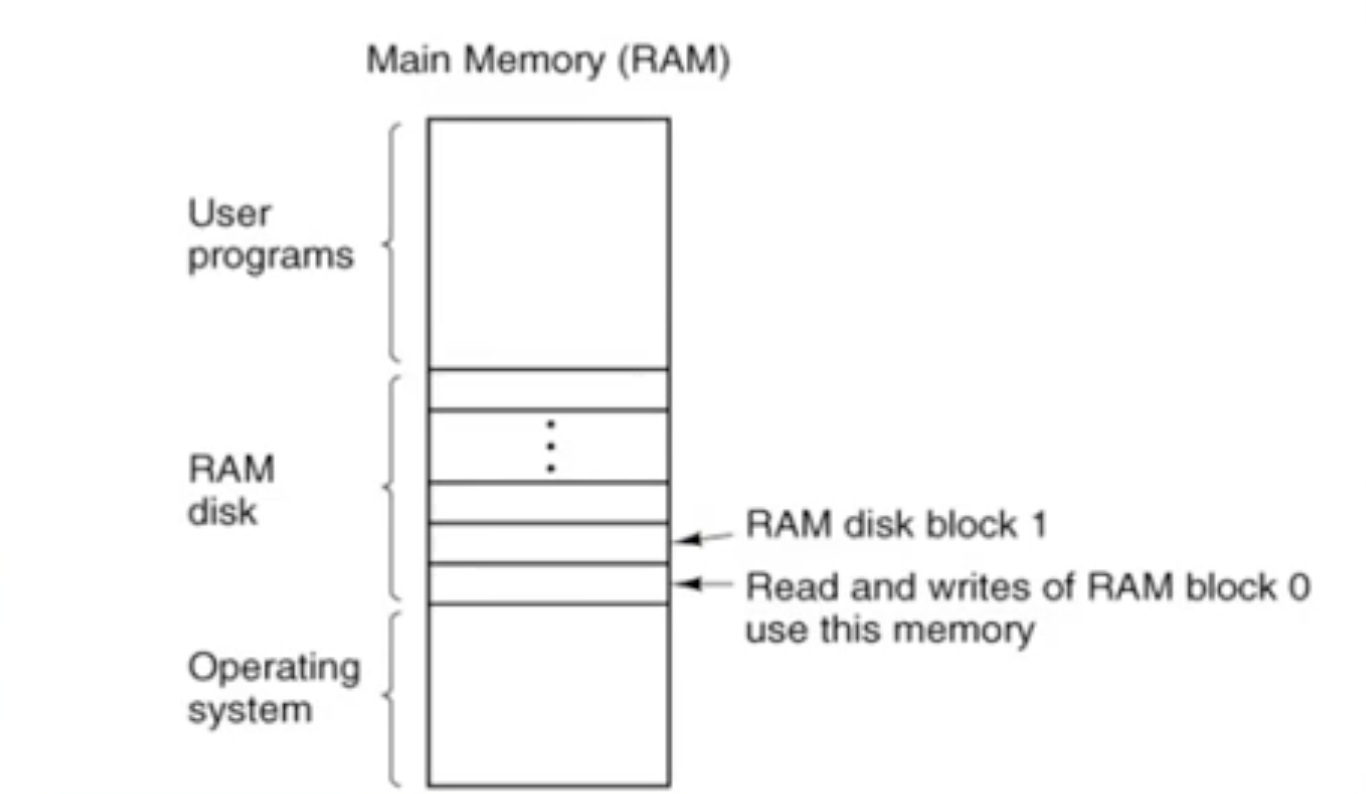 Main Memory (RAM)
User
programs
RAM
disk
RAM disk block 1
Read and writes of RAM block 0
use this memory
Operating
system